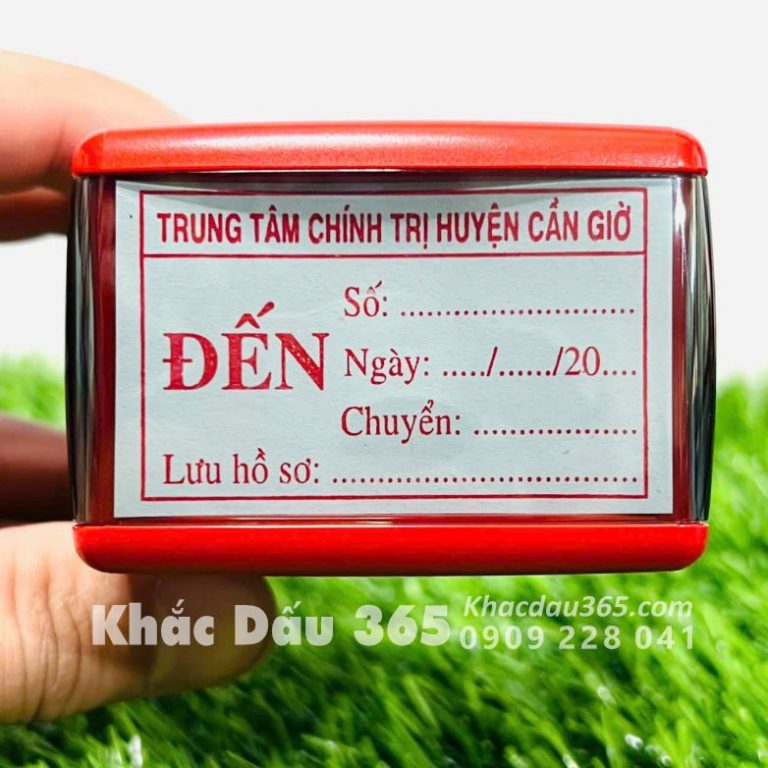 TRUNG TÂM CHÍNH TRỊ HUYỆN CẦN GIỜ
ĐẾN
Số: ..........................
Ngày: ...../....../20....
Chuyển: ..................
Lưu hồ sơ: ..................................
Khắc Dấu 365
Khacdau365.com
0909 228 041